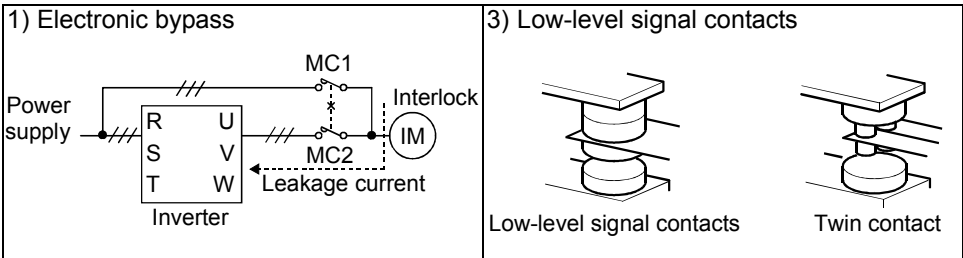 1) Electronic bypass
MC1
Power
supply
Interlock
R U
S V
T W
IM
MC2
Leakage current
Inverter
3) Low-level signal contacts
Low-level signal contacts
Twin contact